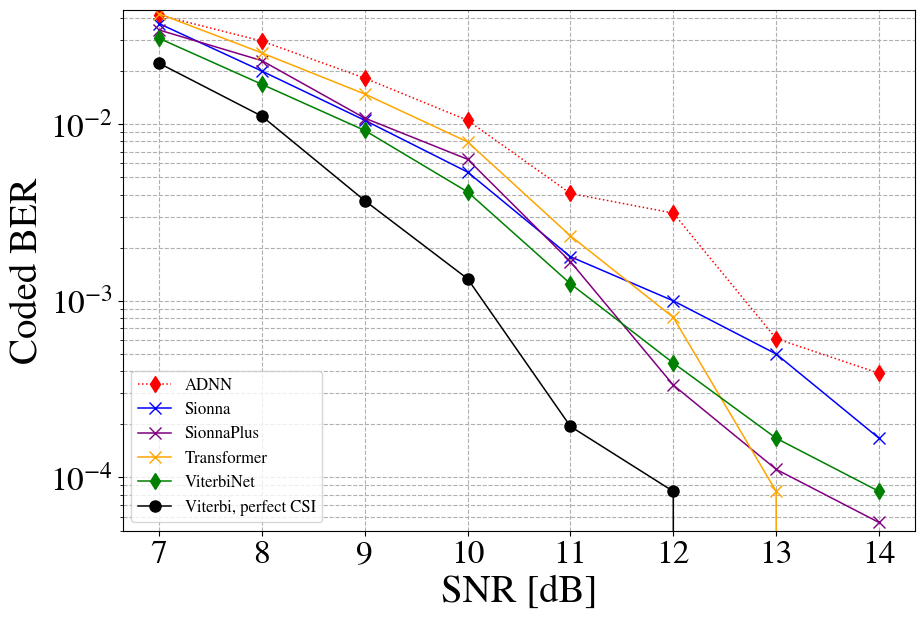 Coded BER
10⁻²
10⁻³
10⁻⁴
ADNN
Sionna
SionnaPlus
Transformer
ViterbiNet
Viterbi, perfect CSI
7 8 9 10 11 12 13 14
SNR [dB]